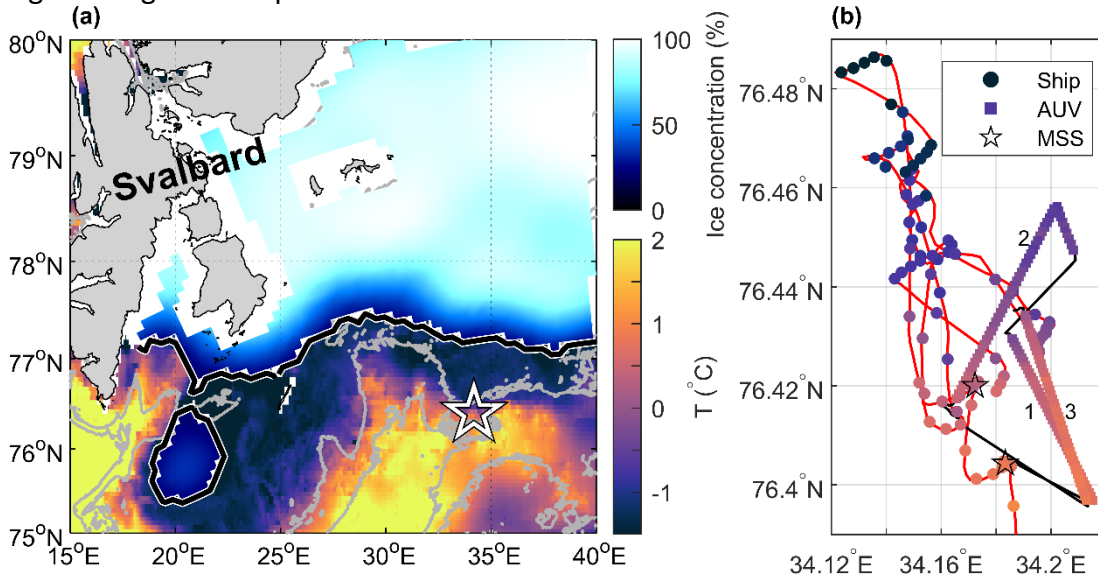 (a)
(b)
80°N
79°N
78°N
77°N
76°N
75°N
15°E
20°E
25°E
30°E
35°E
40°E
Svalbard
100
50
0
Ice concentration (%)
2
1
0
-1
T (°C)
76.48°N
76.46°N
76.44°N
76.42°N
76.4°N
34.12°E
34.16°E
34.2°E
Ship
AUV
MSS
2
1
3